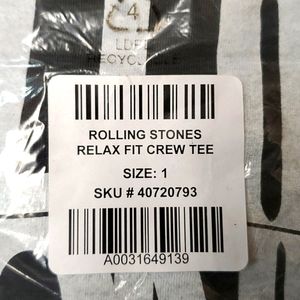 4
LDPE
RECYCLABLE
ROLLING STONES
RELAX FIT CREW TEE
SIZE: 1
SKU # 40720793
A0031649139